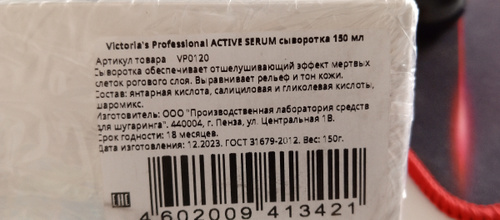 Victoria's Professional ACTIVE SERUM сыворотка 150 мл
Артикул товара VP0120
Сыворотка обеспечивает отшелушивающий эффект мертвых
клеток рогового слоя. Выравнивает рельеф и тон кожи.
Состав: янтарная кислота, салициловая и гликолевая кислоты,
шаромикс.
Изготовитель: ООО "Производственная лаборатория средств
для шугаринга". 440004, г. Пенза, ул. Центральная 1В.
Срок годности: 18 месяцев.
Дата изготовления: 12.2023. ГОСТ 31679-2012. Вес: 150г.
EAC
4 602009 413421